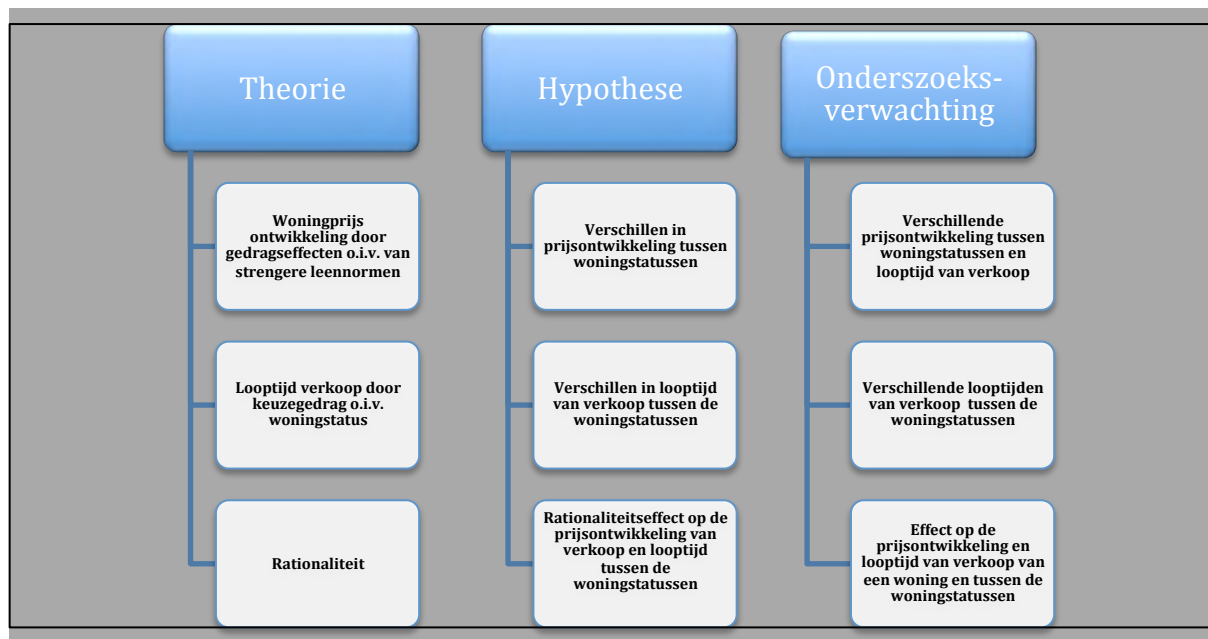 Theorie
Woningprijs
ontwikkeling door
gedragseffecten o.i.v. van
strengere leennormen
Looptijd verkoop door
keuzegedrag o.i.v.
woningstatus
Rationaliteit
Hypothese
Verschillen in
prijsontwikkeling tussen
woningstatussen
Verschillen in looptijd
van verkoop tussen de
woningstatussen
Rationaliteitseffect op de
prijsontwikkeling van
verkoop en looptijd
tussen de
woningstatussen
Onderszoeks-
verwachting
Verschillende
prijsontwikkeling tussen
woningstatussen en
looptijd van verkoop
Verschillende looptijden
van verkoop tussen de
woningstatussen
Effect op de
prijsontwikkeling en
looptijd van verkoop van
een woning en tussen de
woningstatussen